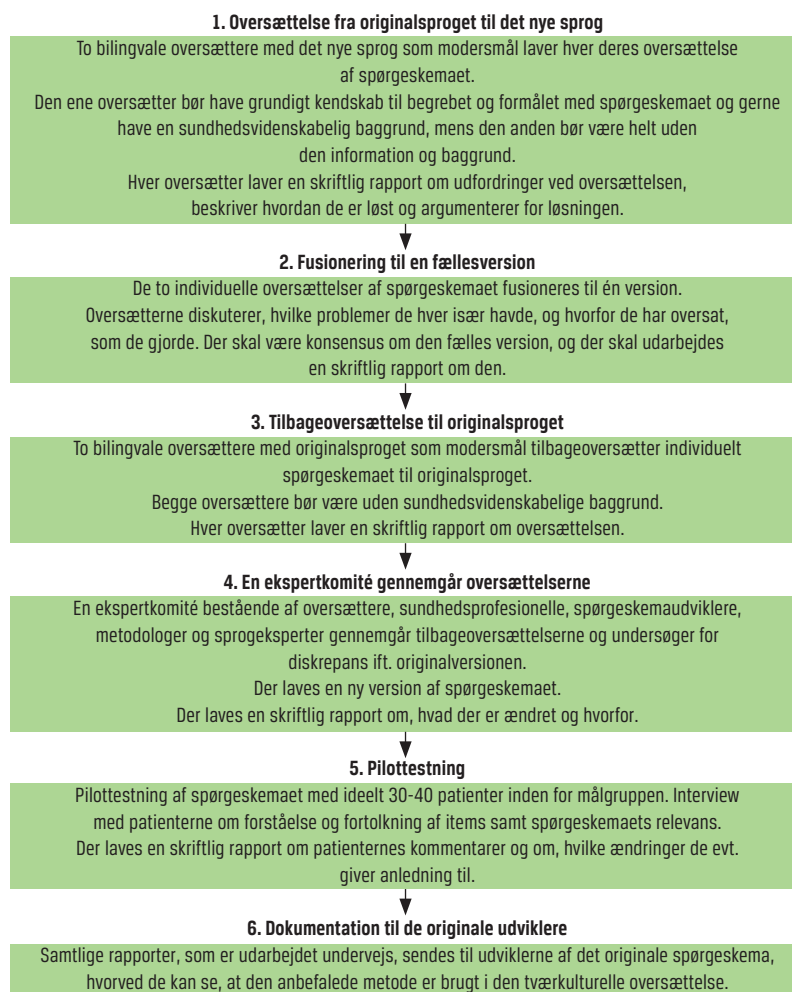 1. Oversættelse fra originalsproget til det nye sprog
To bilingvale oversættere med det nye sprog som modersmål laver hver deres oversættelse
af spørgeskemaet.
Den ene oversætter bør have grundigt kendskab til begrebet og formålet med spørgeskemaet og gerne
have en sundhedsvidenskabelig baggrund, mens den anden bør være helt uden
den information og baggrund.
Hver oversætter laver en skriftlig rapport om udfordringer ved oversættelsen,
beskriver hvordan de er løst og argumenterer for løsningen.
2. Fusionering til en fællesversion
De to individuelle oversættelser af spørgeskemaet fusioneres til én version.
Oversætterne diskuterer, hvilke problemer de hver især havde, og hvorfor de har oversat,
som de gjorde. Der skal være konsensus om den fælles version, og der skal udarbejdes
en skriftlig rapport om den.
3. Tilbageoversættelse til originalsproget
To bilingvale oversættere med originalsproget som modersmål tilbageoversætter individuelt
spørgeskemaet til originalsproget.
Begge oversættere bør være uden sundhedsvidenskabelige baggrund.
Hver oversætter laver en skriftlig rapport om oversættelsen.
4. En ekspertkomité gennemgår oversættelserne
En ekspertkomité bestående af oversættere, sundhedsprofesionelle, spørgeskemaudviklere,
metodologer og sprogeksperter gennemgår tilbageoversættelserne og undersøger for
diskrepans ift. originalversionen.
Der laves en ny version af spørgeskemaet.
Der laves en skriftlig rapport om, hvad der er ændret og hvorfor.
5. Pilottestning
Pilottestning af spørgeskemaet med ideelt 30-40 patienter inden for målgruppen. Interview
med patienterne om forståelse og fortolkning af items samt spørgeskemaets relevans.
Der laves en skriftlig rapport om patienternes kommentarer og om, hvilke ændringer de evt.
giver anledning til.
6. Dokumentation til de originale udviklere
Samtlige rapporter, som er udarbejdet undervejs, sendes til udviklerne af det originale spørgeskema,
hvorved de kan se, at den anbefalede metode er brugt i den tværkulturelle oversættelse.